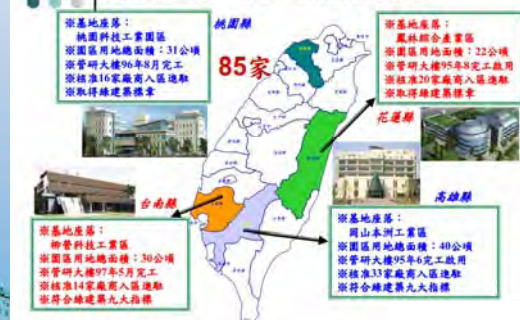 ※基地座落：
桃園科技工業園區
※園區用地總面積：31公頃
※管研大樓96年8月完工
※核准16家廠商入區進駐
※取得綠建築標章
桃園縣
85家
※基地座落：
鳳林綜合產業區
※園區用地總面積：22公頃
※管研大樓95年8完工啟用
※核准20家廠商入區進駐
※取得綠建築標章
花蓮縣
台南縣
※基地座落：
柳營科技工業區
※園區用地總面積：30公頃
※管研大樓97年5月完工
※核准14家廠商入區進駐
※符合綠建築九大指標
高雄縣
※基地座落：
岡山本洲工業區
※園區用地總面積：40公頃
※管研大樓95年6完工啟用
※核准33家廠商入區進駐
※符合綠建築九大指標